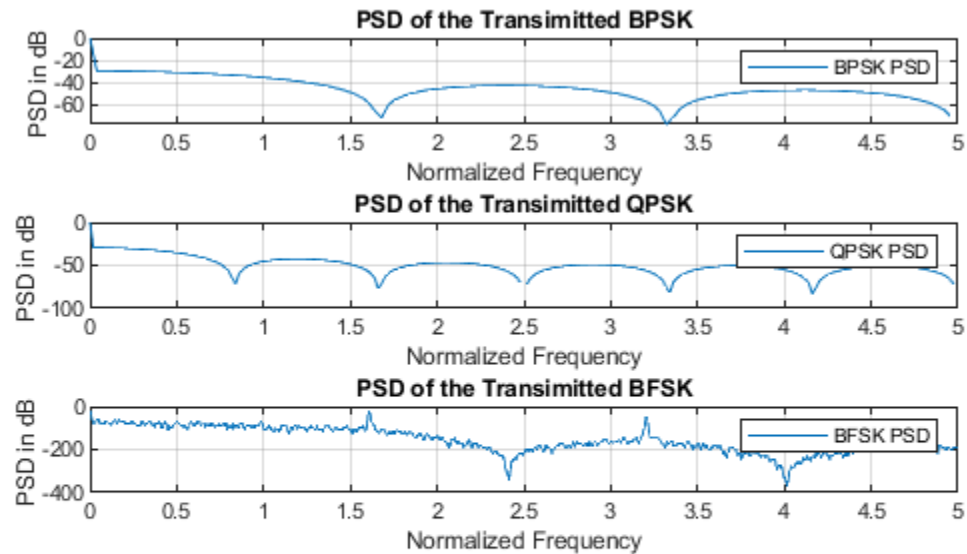 PSD of the Transimitted BPSK
PSD in dB
0
-20
-40
-60
BPSK PSD
0 0.5 1 1.5 2 2.5 3 3.5 4 4.5 5
Normalized Frequency
PSD of the Transimitted QPSK
PSD in dB
0
-50
-100
QPSK PSD
0 0.5 1 1.5 2 2.5 3 3.5 4 4.5 5
Normalized Frequency
PSD of the Transimitted BFSK
PSD in dB
0
-200
-400
BFSK PSD
0 0.5 1 1.5 2 2.5 3 3.5 4 4.5 5
Normalized Frequency